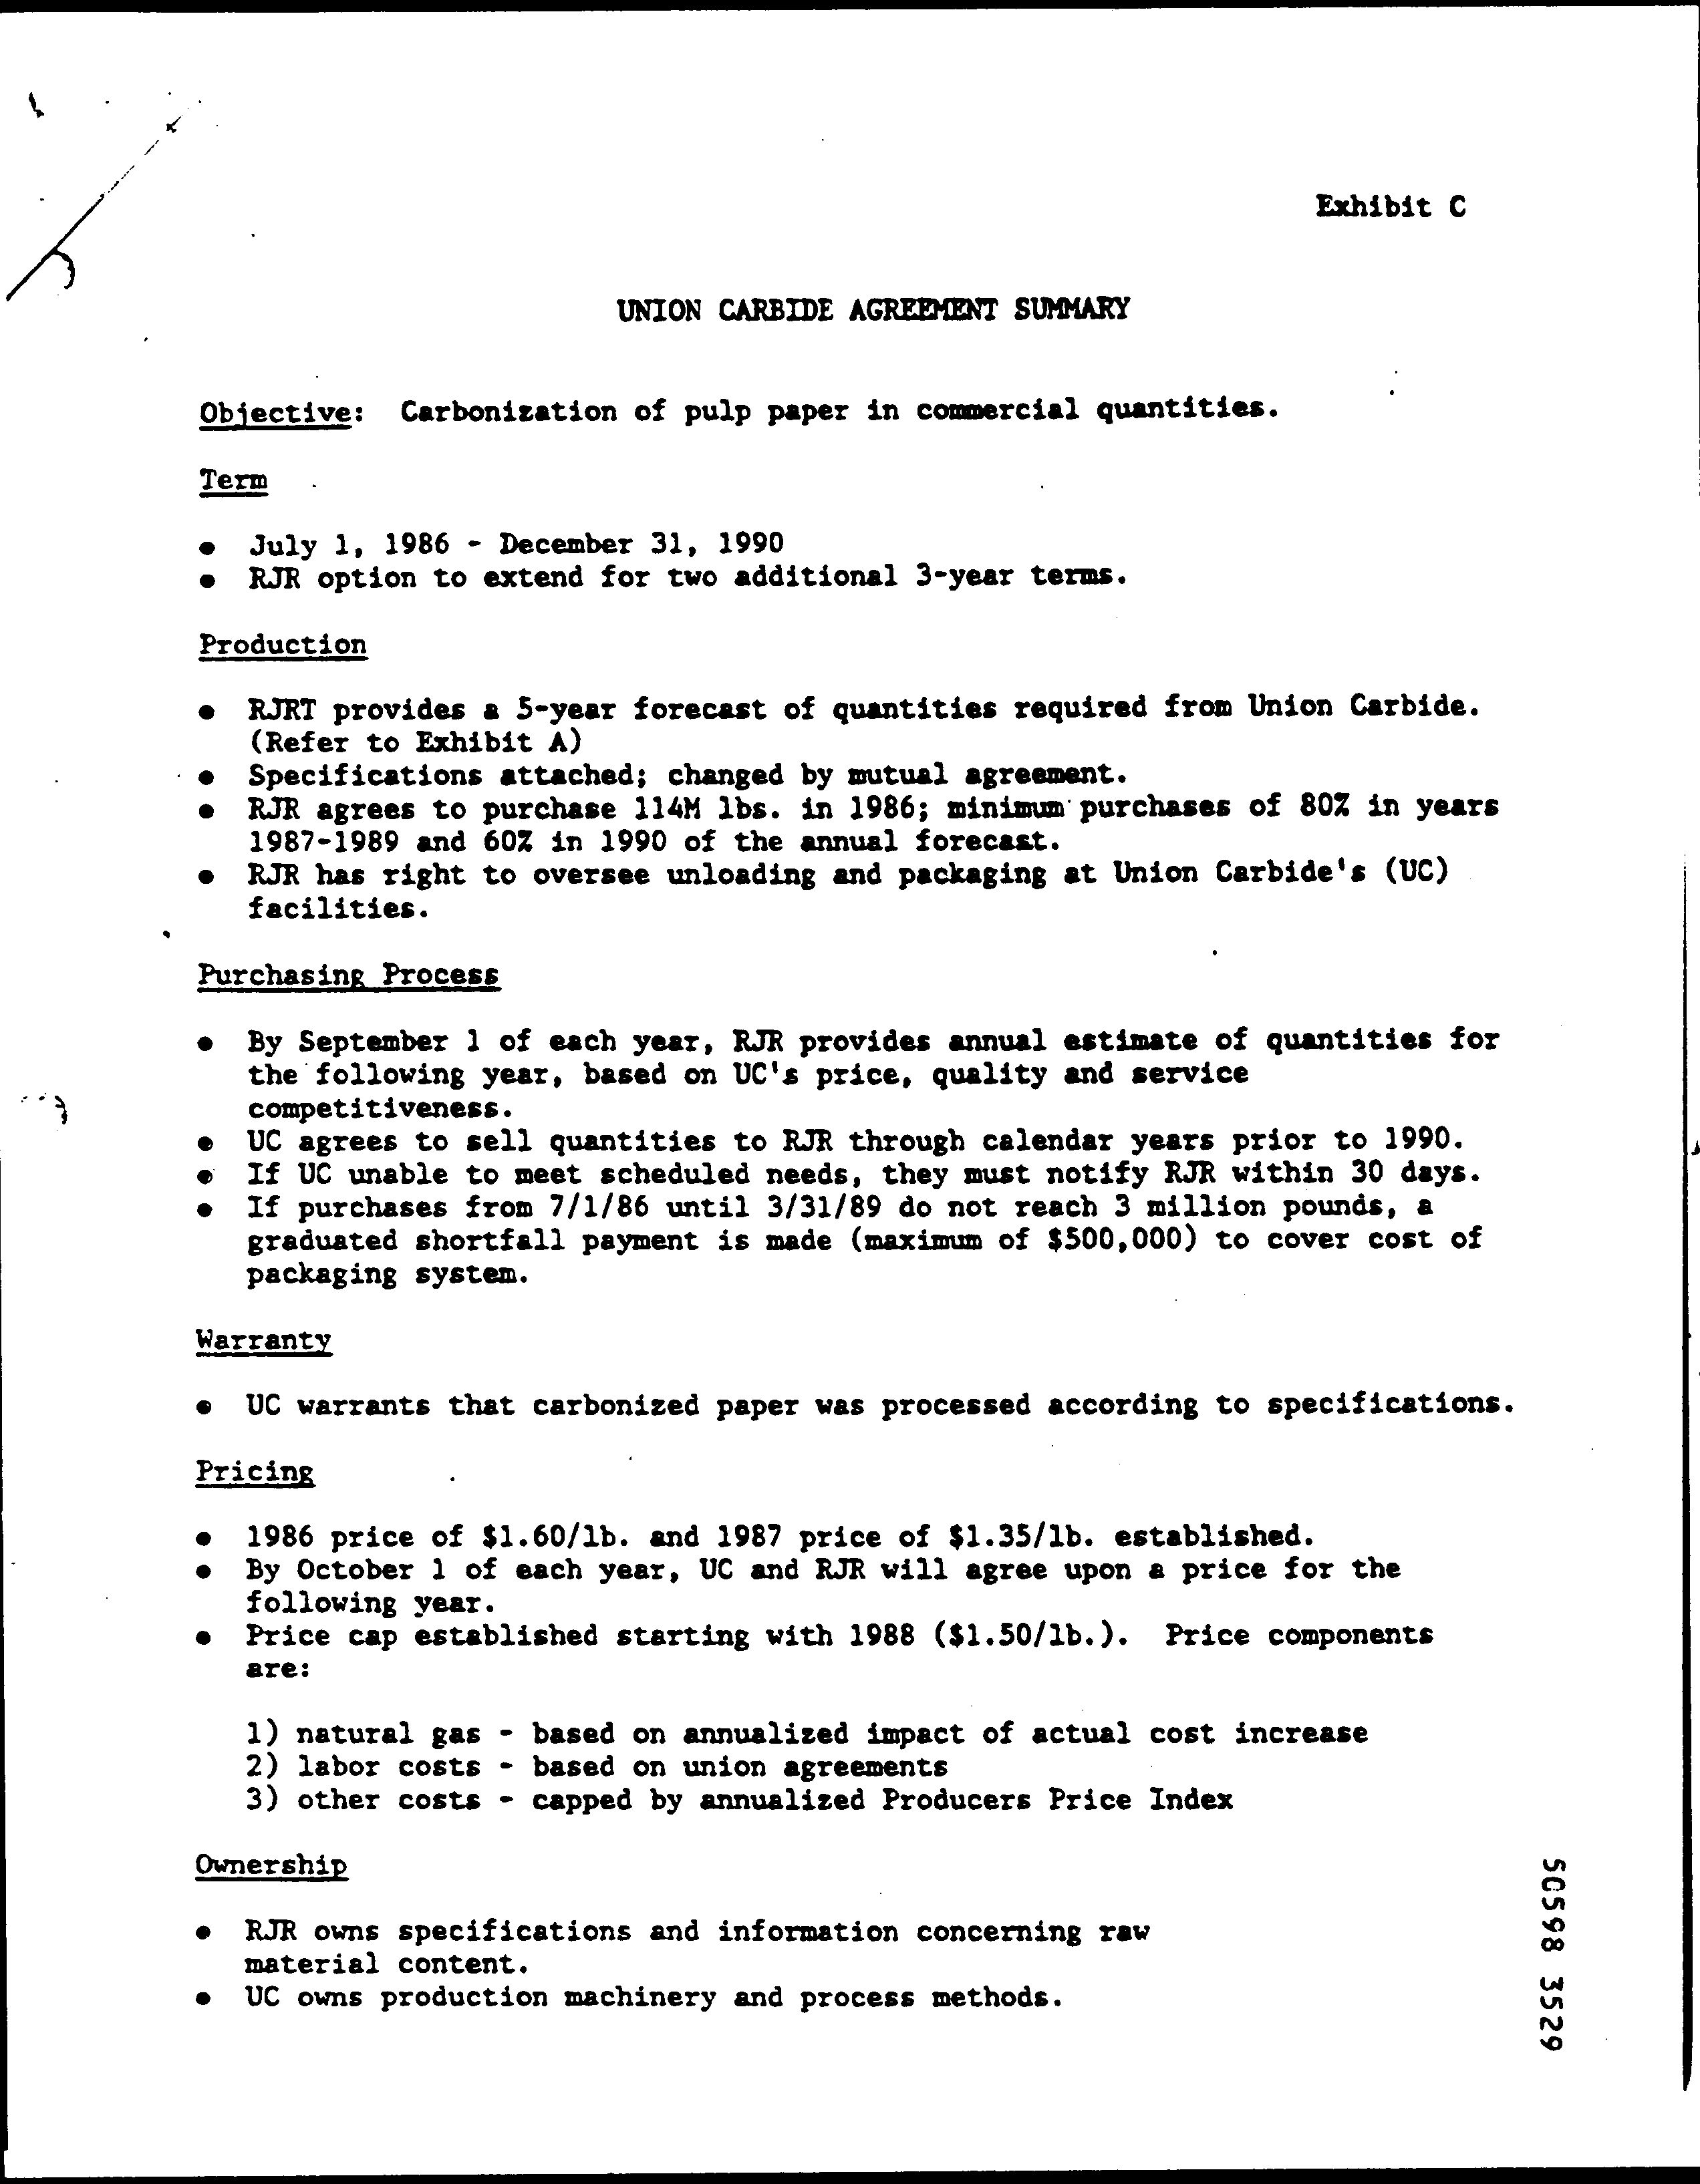 Exhibit C
UNION CARBIDE AGREEMENT SUMMARY
Objective: Carbonization of pulp paper in commercial quantities.
Term
● July 1, 1986 - December 31, 1990
● RJR option to extend for two additional 3-year terms.
Production
● RJRT provides a 5-year forecast of quantities required from Union Carbide.
(Refer to Exhibit A)
● Specifications attached; changed by mutual agreement.
● RJR agrees to purchase 114M lbs. in 1986; minimum purchases of 80% in years
1987-1989 and 60% in 1990 of the annual forecast.
● RJR has right to oversee unloading and packaging at Union Carbide's (UC)
facilities.
Purchasing Process
● By September 1 of each year, RJR provides annual estimate of quantities for
the following year, based on UC's price, quality and service
competitiveness.
● UC agrees to sell quantities to RJR through calendar years prior to 1990.
● If UC unable to meet scheduled needs, they must notify RJR within 30 days.
● If purchases from 7/1/86 until 3/31/89 do not reach 3 million pounds, a
graduated shortfall payment is made (maximum of $500,000) to cover cost of
packaging system.
Warranty
● UC warrants that carbonized paper was processed according to specifications.
Pricing
● 1986 price of $1.60/lb. and 1987 price of $1.35/lb. established.
● By October 1 of each year, UC and RJR will agree upon a price for the
following year.
● Price cap established starting with 1988 ($1.50/lb.). Price components
are:
1) natural gas - based on annualized impact of actual cost increase
2) labor costs - based on union agreements
3) other costs - capped by annualized Producers Price Index
Ownership
● RJR owns specifications and information concerning raw
material content.
● UC owns production machinery and process methods.
50598 3529